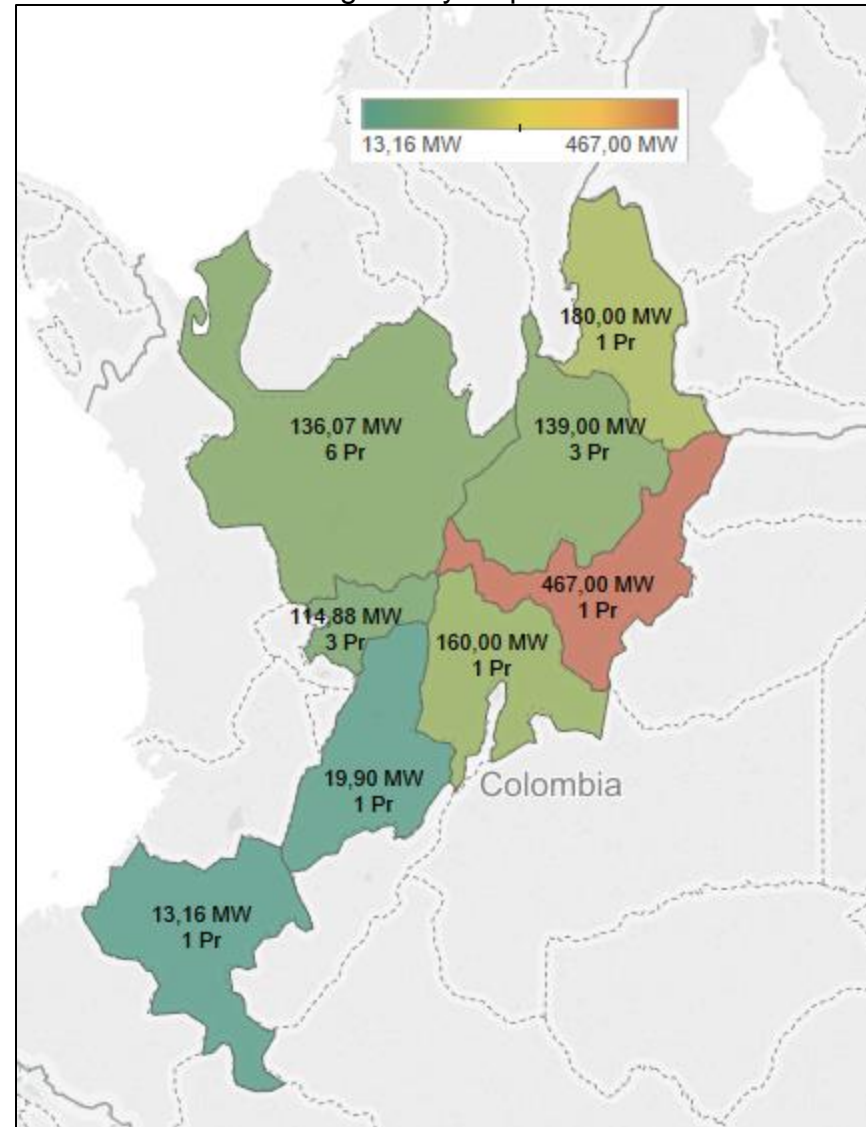 13,16 MW 467,00 MW
180,00 MW
1 Pr
136,07 MW
6 Pr
139,00 MW
3 Pr
467,00 MW
1 Pr
114,88 MW
3 Pr
160,00 MW
1 Pr
19,90 MW
1 Pr
Colombia
13,16 MW
1 Pr